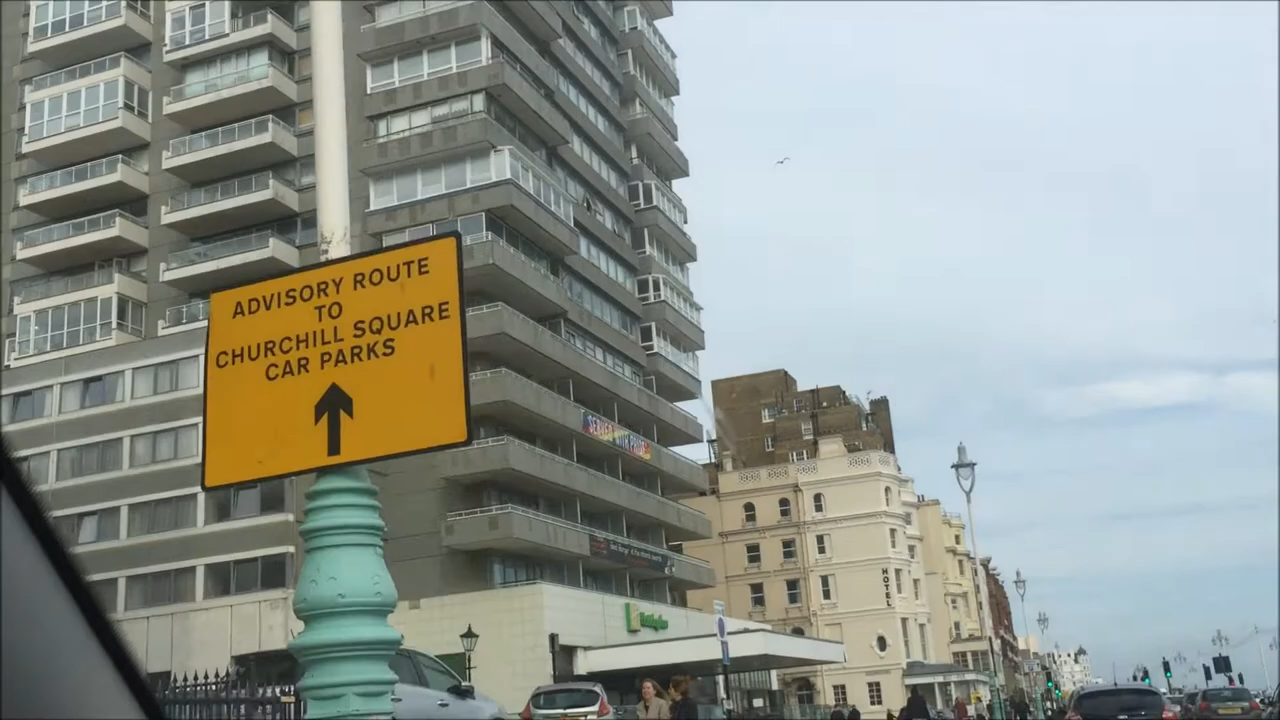 ADVISORY ROUTE
TO
CHURCHILL SQUARE
CAR PARKS
HOTEL
Holiday Inn